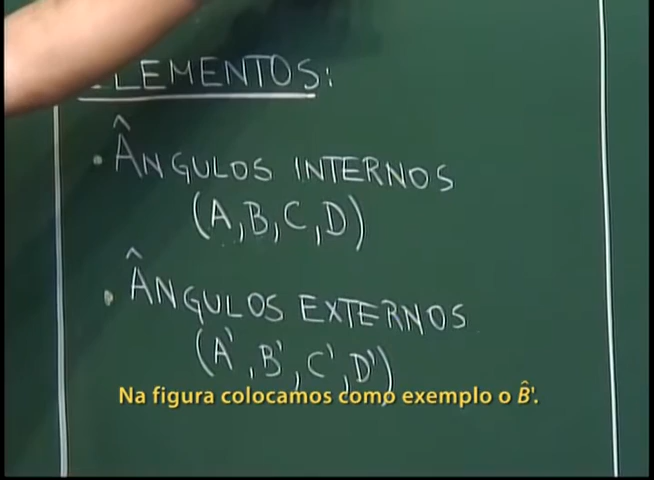 LEMENTOS:
• ÂNGULOS INTERNOS
(A, B, C, D)
• ÂNGULOS EXTERNOS
(A', B', C', D')
Na figura colocamos como exemplo o B̂'.